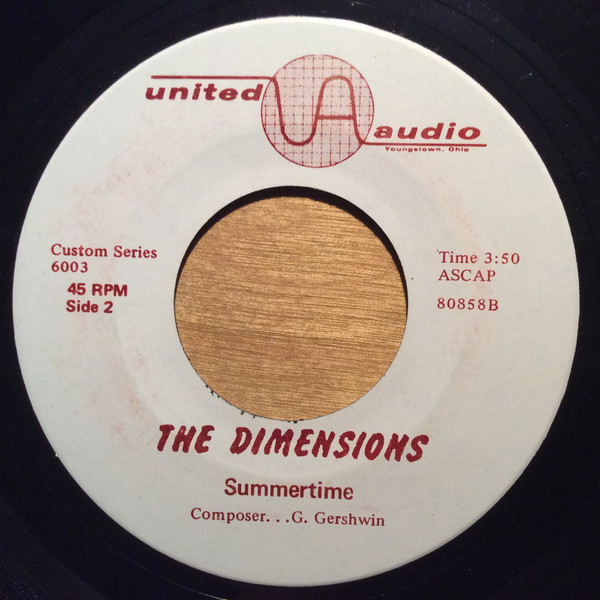 united UA audio
Youngstown, Ohio
Custom Series
6003
45 RPM
Side 2
Time 3:50
ASCAP
80858B
THE DIMENSIONS
Summertime
Composer. . .G. Gershwin